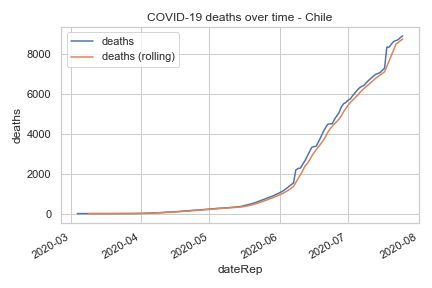 COVID-19 deaths over time - Chile
deaths
deaths (rolling)
8000
6000
4000
2000
0
deaths
2020-03
2020-04
2020-05
2020-06
2020-07
2020-08
dateRep